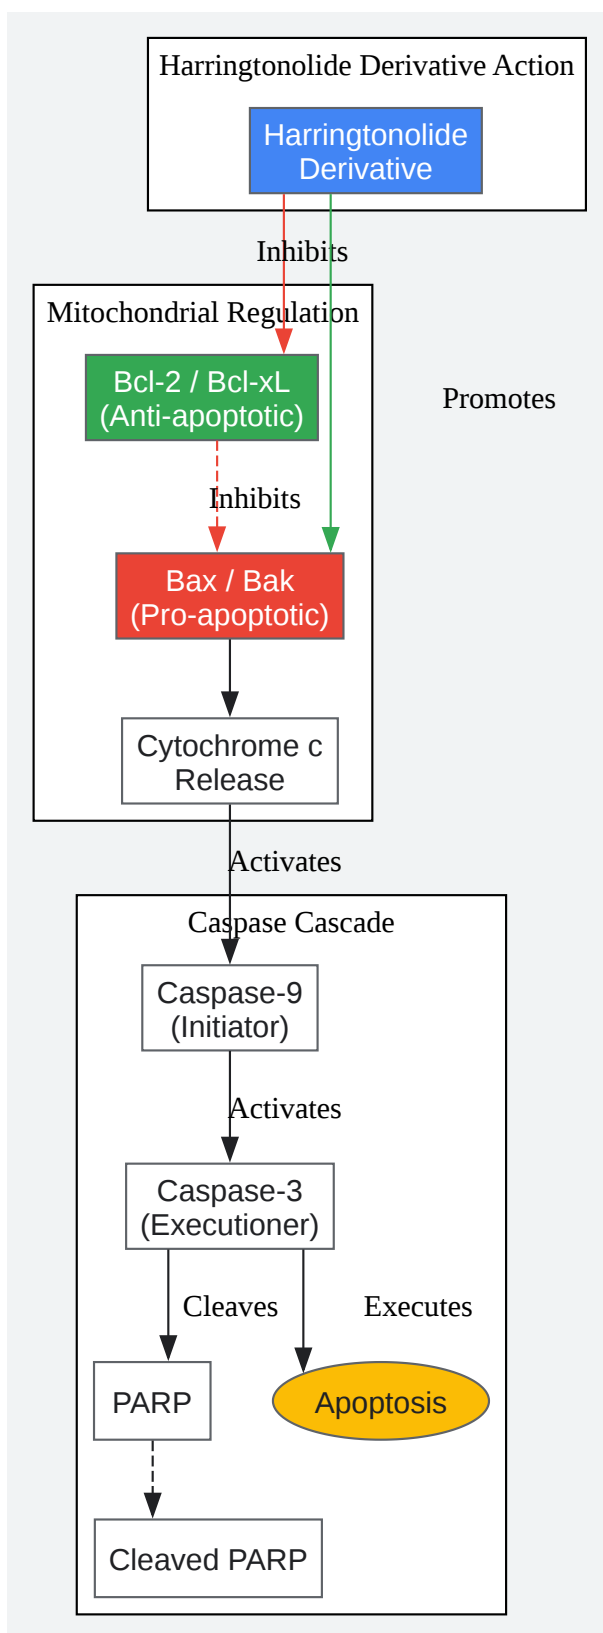 Harringtonolide Derivative Action
Harringtonolide
Derivative
Inhibits
Mitochondrial Regulation
Bcl-2 / Bcl-xL
(Anti-apoptotic)
Promotes
Inhibits
Bax / Bak
(Pro-apoptotic)
Cytochrome c
Release
Activates
Caspase Cascade
Caspase-9
(Initiator)
Activates
Caspase-3
(Executioner)
Cleaves
Executes
PARP
Apoptosis
Cleaved PARP